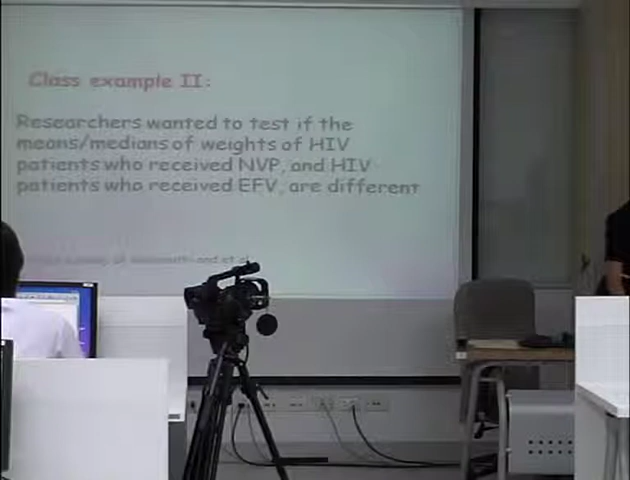 Class example II:
Researchers wanted to test if the
means/medians of weights of HIV
patients who received NVP, and HIV
patients who received EFV, are different